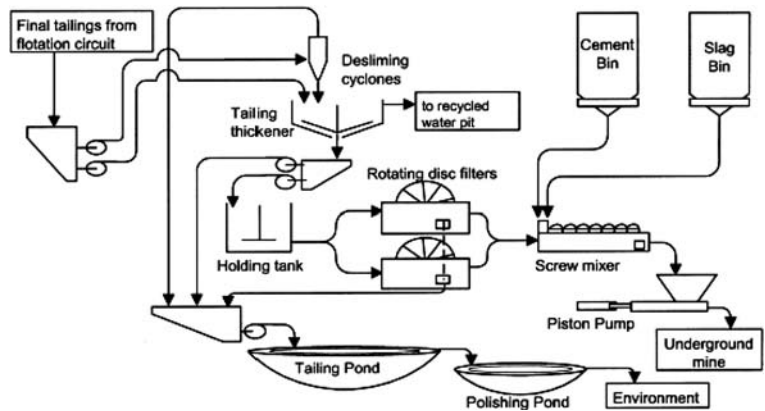 Final tailings from
flotation circuit
Desliming
cyclones
Cement
Bin
Slag
Bin
Tailing
thickener
to recycled
water pit
Rotating disc filters
Holding tank
Screw mixer
Piston Pump
Underground
mine
Tailing Pond
Polishing Pond
Environment